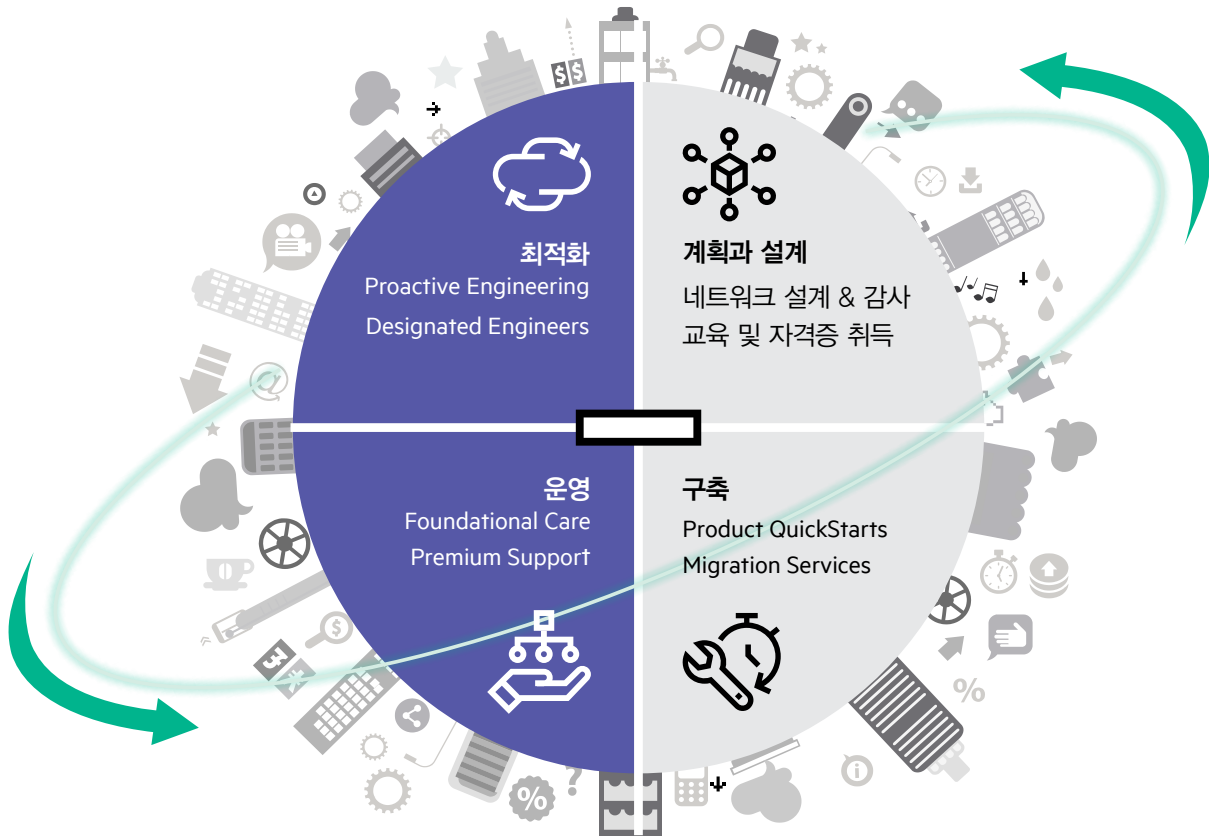 최적화
Proactive Engineering
Designated Engineers
계획과 설계
네트워크 설계 & 감사
교육 및 자격증 취득
운영
Foundational Care
Premium Support
구축
Product QuickStarts
Migration Services
$ $
@
$
3 *
%
?
%
i